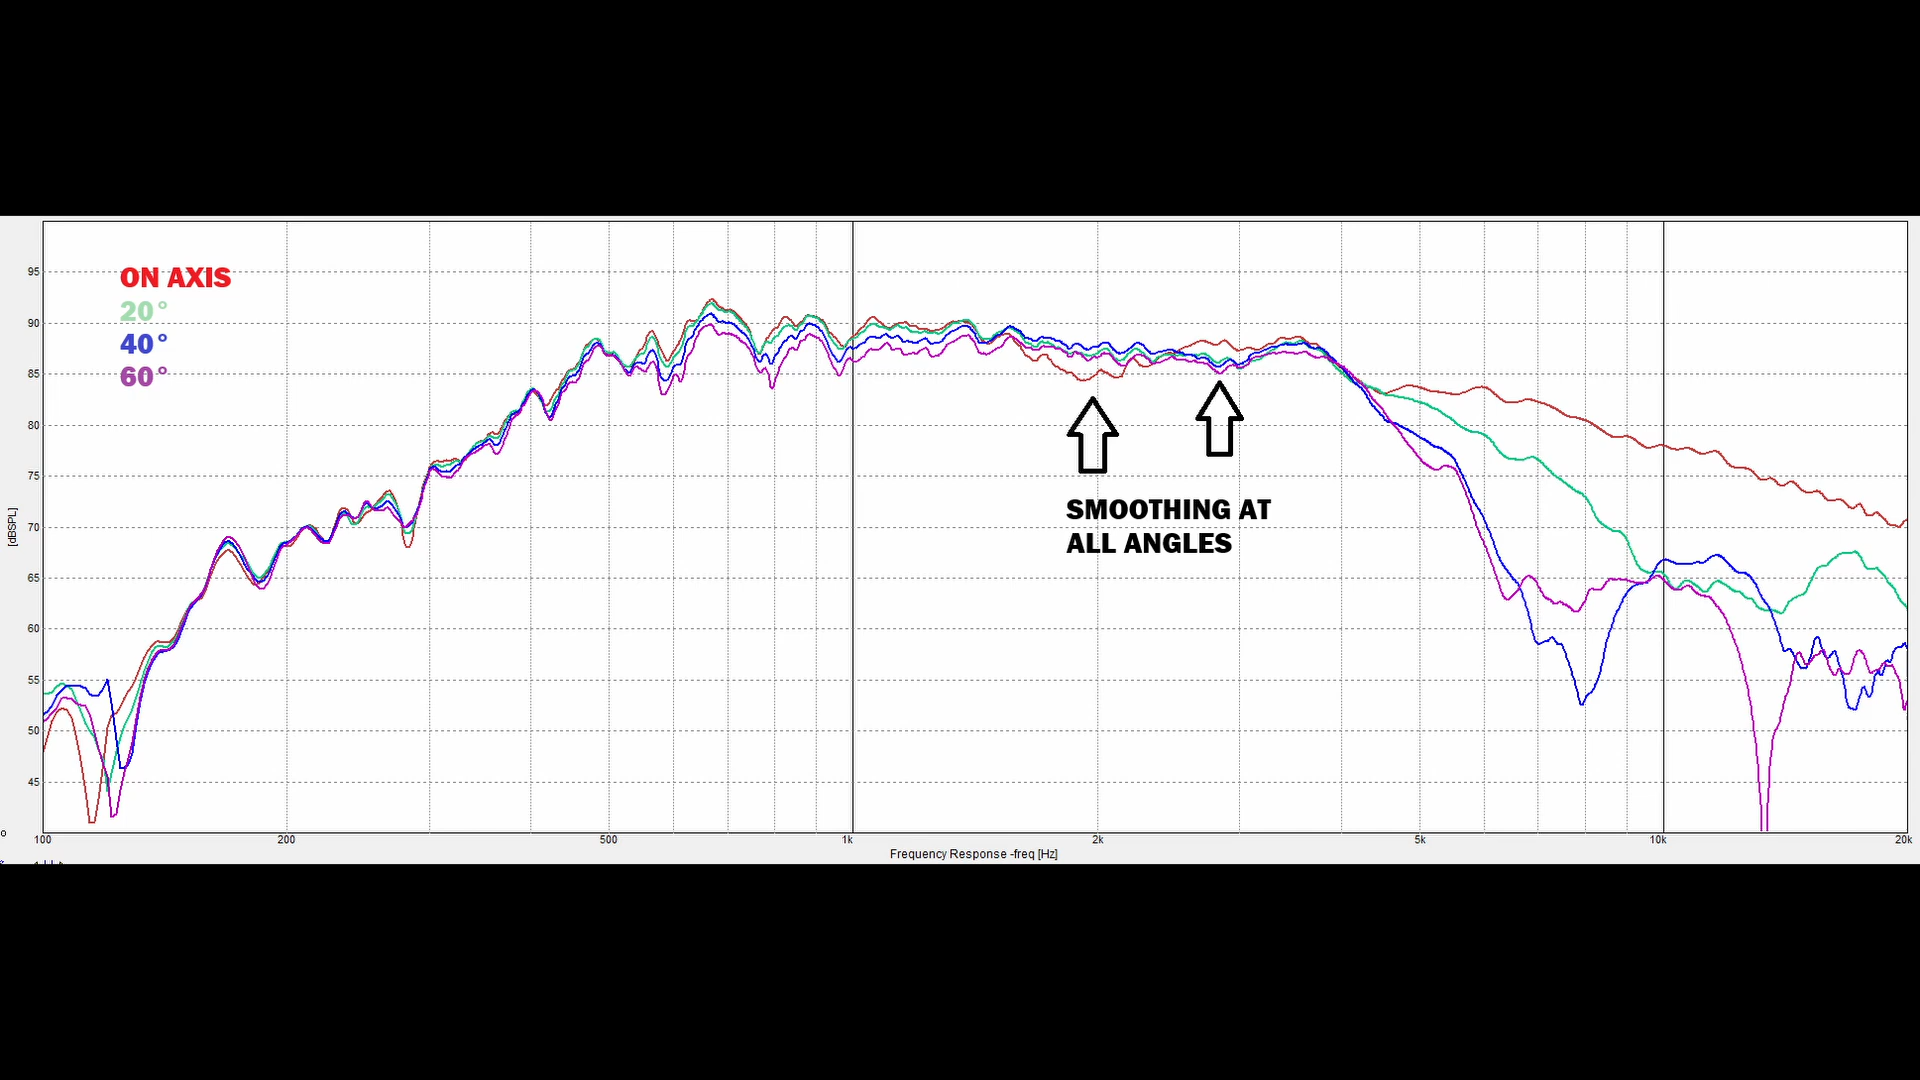 ON AXIS
20°
40°
60°
SMOOTHING AT
ALL ANGLES
95
90
85
80
75
70
65
60
55
50
45
[dBSPL]
100 200 500 1k 2k 5k 10k 20k
Frequency Response -freq [Hz]